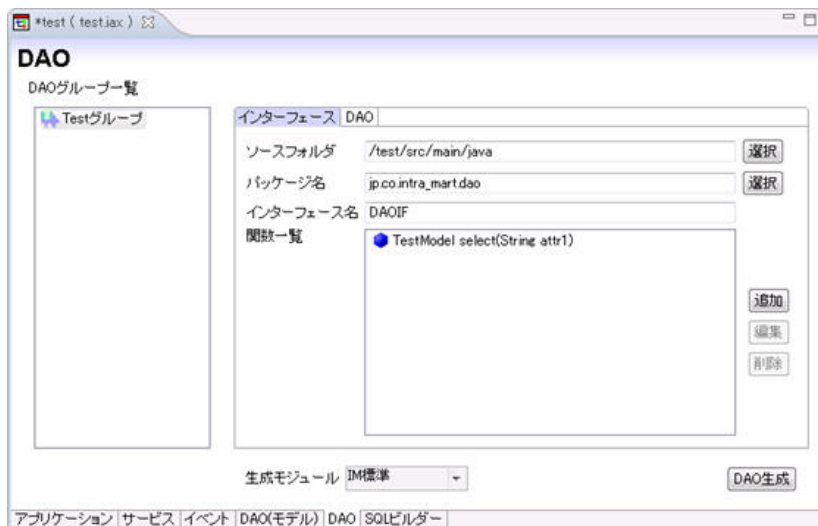 *test ( test.iax )
DAO
DAOグループ一覧
Testグループ
インターフェース DAO
ソースフォルダ /test/src/main/java 選択
パッケージ名 jp.co.intra_mart.dao 選択
インターフェース名 DAOIF
関数一覧 TestModel select(String attr1)
追加
編集
削除
生成モジュール IM標準 DAO生成
アプリケーション サービス イベント DAO(モデル) DAO SQLビルダー